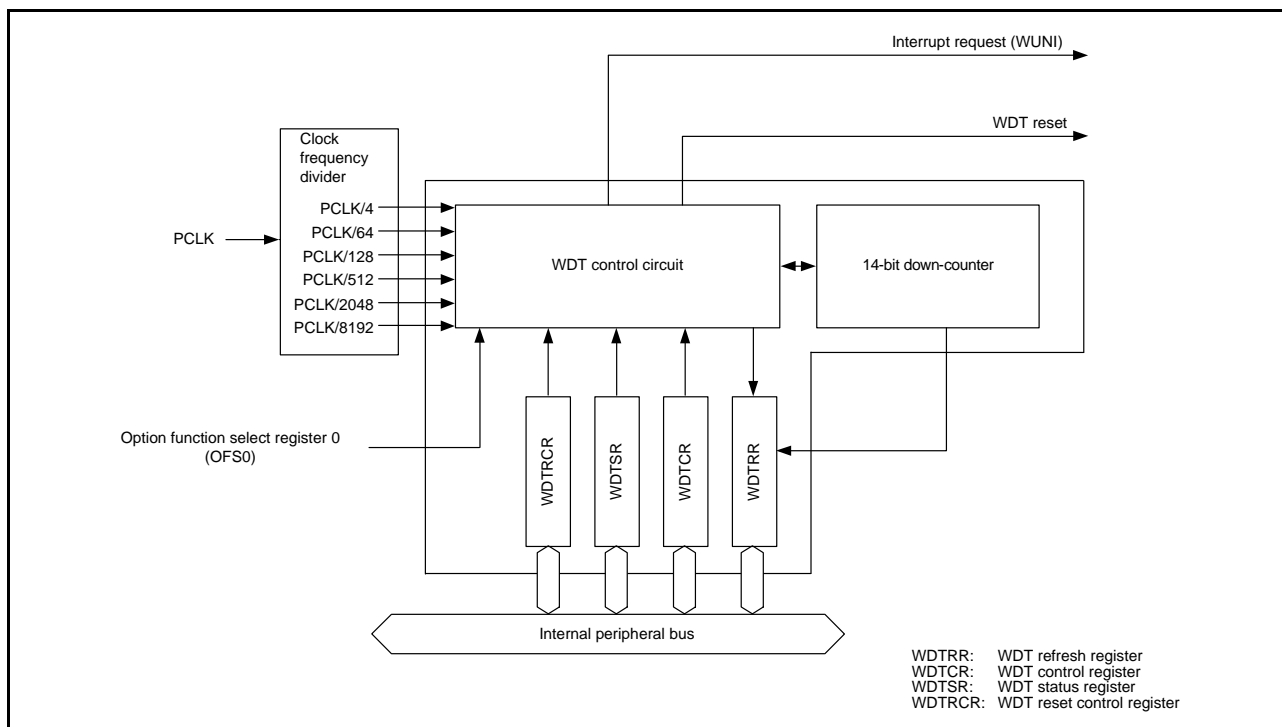 Interrupt request (WUNI)
WDT reset
Clock
frequency
divider
PCLK/4
PCLK/64
PCLK/128
PCLK/512
PCLK/2048
PCLK/8192
PCLK
WDT control circuit
14-bit down-counter
Option function select register 0
(OFS0)
WDTRCR
WDTSR
WDTCR
WDTRR
Internal peripheral bus
WDTRR: WDT refresh register
WDTCR: WDT control register
WDTSR: WDT status register
WDTRCR: WDT reset control register